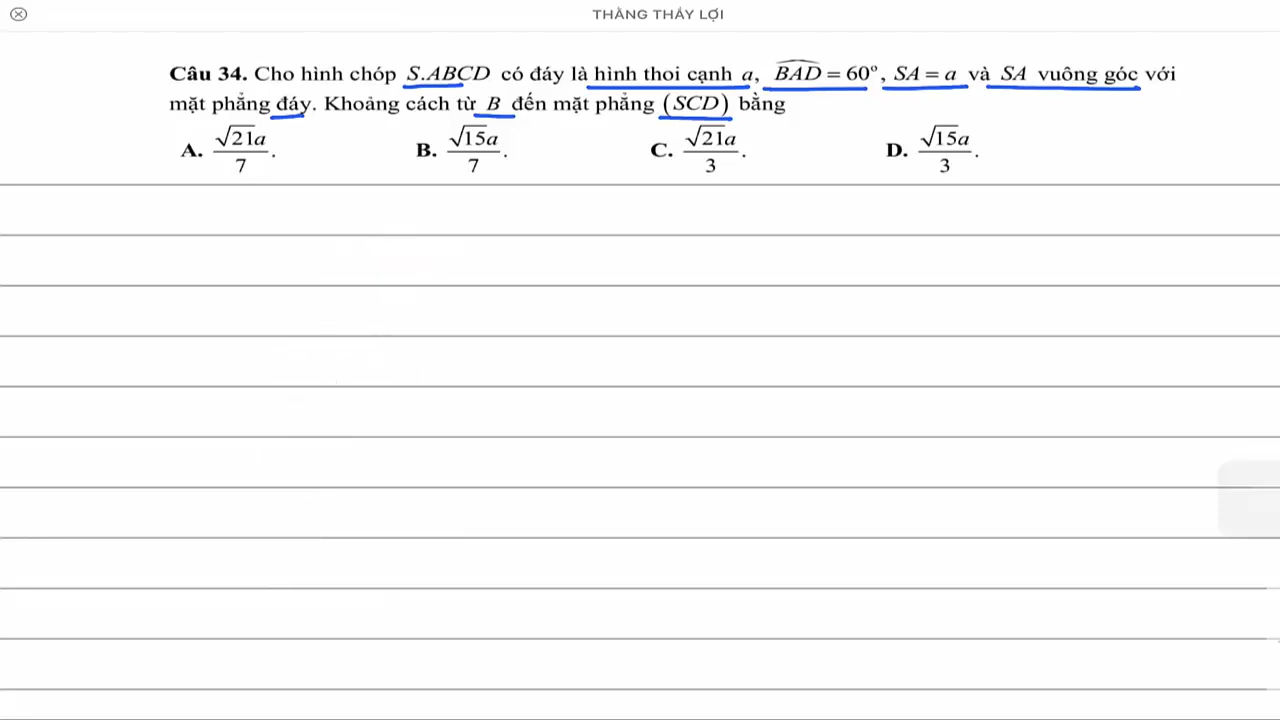 THẰNG THẦY LỢI
Câu 34. Cho hình chóp S.ABCD có đáy là hình thoi cạnh a, \widehat{BAD} = 60°, SA = a và SA vuông góc với
mặt phẳng đáy. Khoảng cách từ B đến mặt phẳng (SCD) bằng
A. \frac{\sqrt{21}a}{7}. B. \frac{\sqrt{15}a}{7}. C. \frac{\sqrt{21}a}{3}. D. \frac{\sqrt{15}a}{3}.